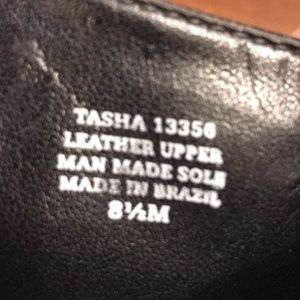 TASHA 13356
LEATHER UPPER
MAN MADE SOLE
MADE IN BRAZIL
8½M